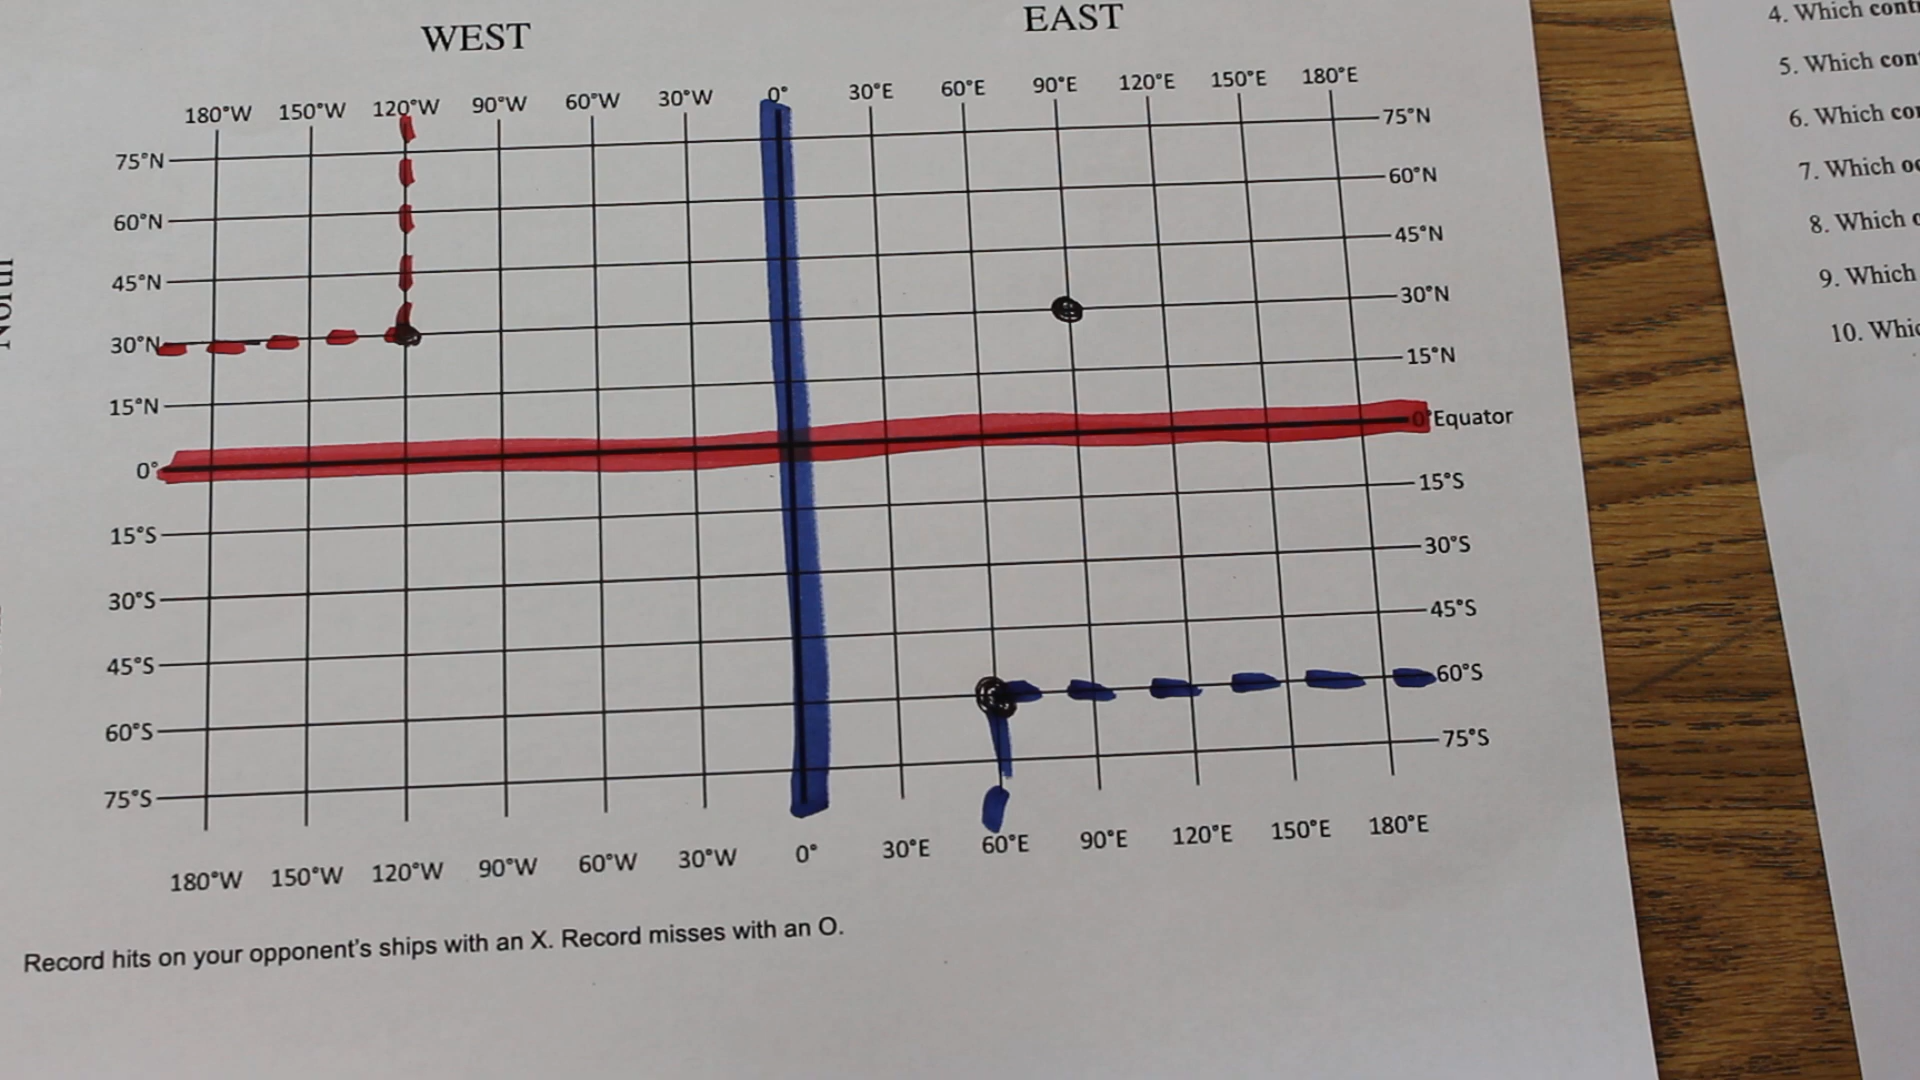 WEST EAST
180°W 150°W 120°W 90°W 60°W 30°W 0° 30°E 60°E 90°E 120°E 150°E 180°E
75°N 75°N
60°N 60°N
45°N 45°N
30°N 30°N
15°N 15°N
0° 0° Equator
15°S 15°S
30°S 30°S
45°S 45°S
60°S 60°S
75°S 75°S
180°W 150°W 120°W 90°W 60°W 30°W 0° 30°E 60°E 90°E 120°E 150°E 180°E
Record hits on your opponent's ships with an X. Record misses with an O.
North
4. Which
5. Which
6. Which
7. Which
8. Which
9. Which
10.